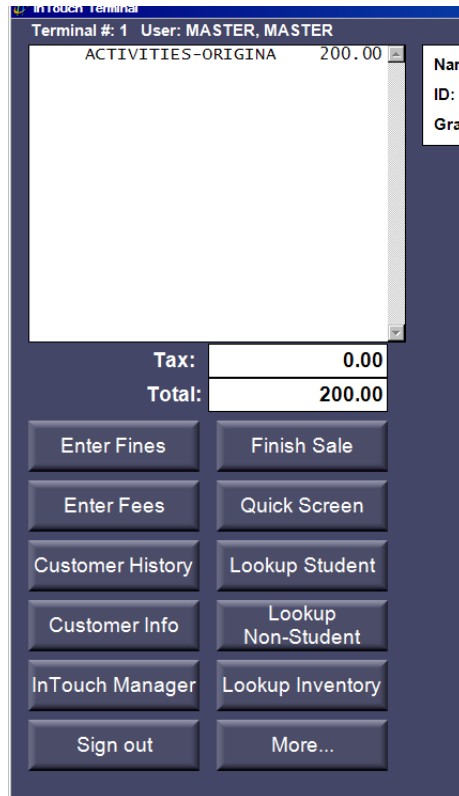 InTouch Terminal
Terminal #: 1 User: MASTER, MASTER
ACTIVITIES-ORIGINA 200.00
Nar
ID:
Gra
Tax: 0.00
Total: 200.00
Enter Fines
Finish Sale
Enter Fees
Quick Screen
Customer History
Lookup Student
Customer Info
Lookup
Non-Student
InTouch Manager
Lookup Inventory
Sign out
More...